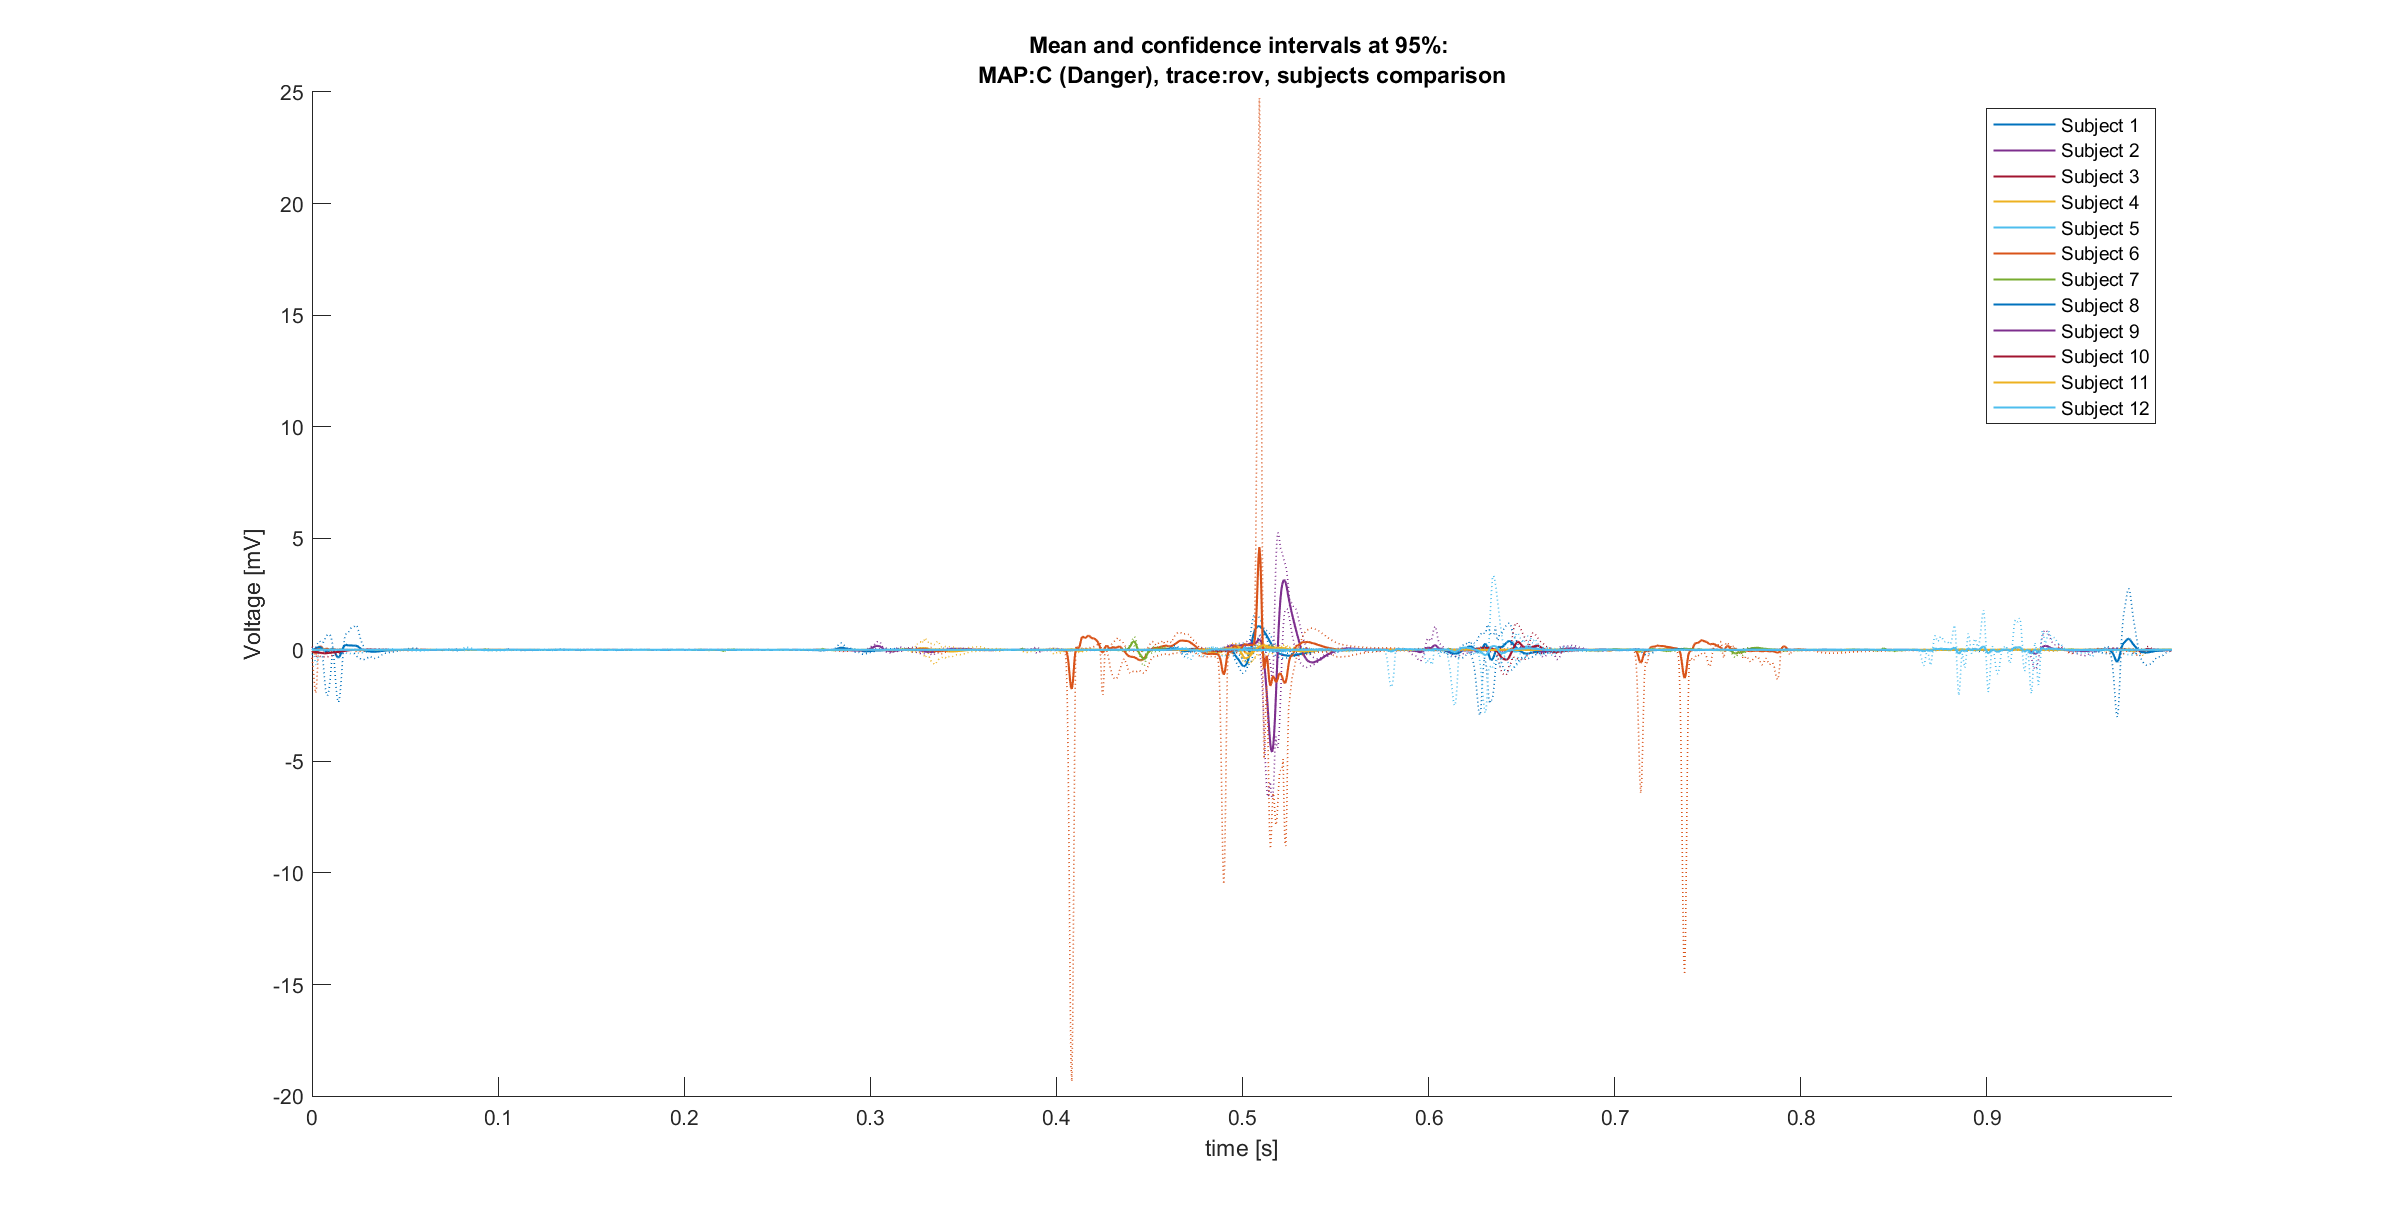 Mean and confidence intervals at 95%:
MAP:C (Danger), trace:rov, subjects comparison
25
20
15
10
5
0
-5
-10
-15
-20
Voltage [mV]
0 0.1 0.2 0.3 0.4 0.5 0.6 0.7 0.8 0.9
time [s]
Subject 1
Subject 2
Subject 3
Subject 4
Subject 5
Subject 6
Subject 7
Subject 8
Subject 9
Subject 10
Subject 11
Subject 12